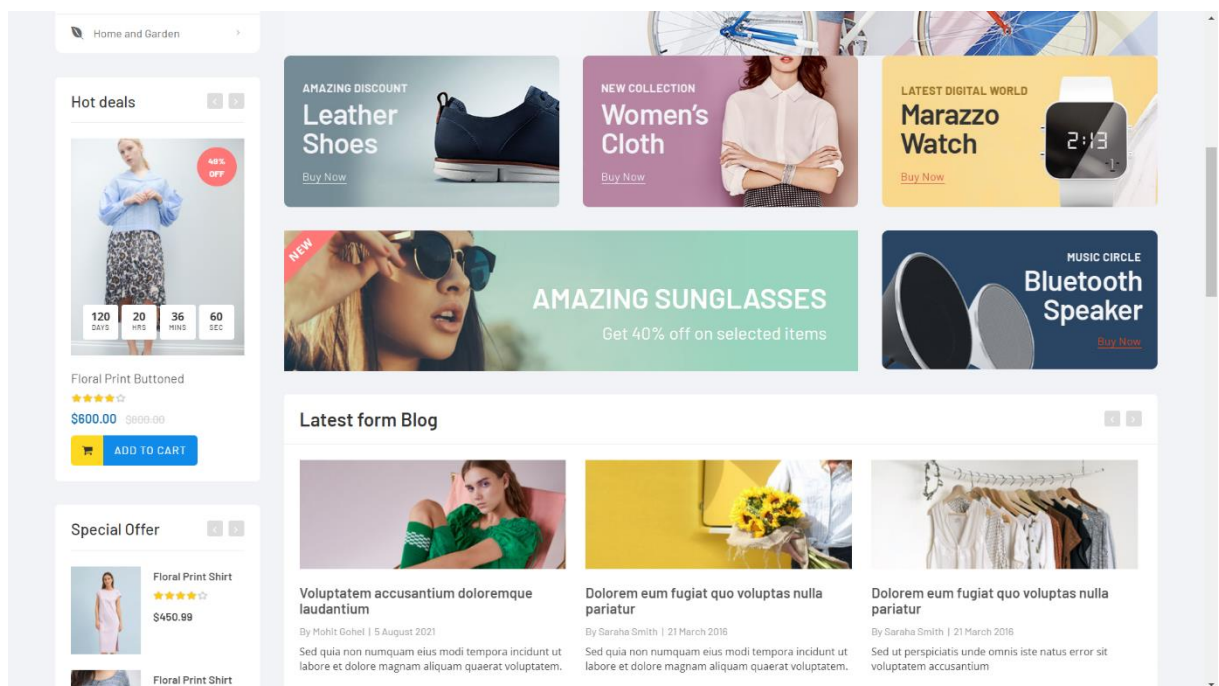 Home and Garden
Hot deals
40%
OFF
120
DAYS
20
HRS
36
MINS
60
SEC
Floral Print Buttoned
$600.00 $800.00
ADD TO CART
Special Offer
Floral Print Shirt
$450.99
Floral Print Shirt
AMAZING DISCOUNT
Leather
Shoes
Buy Now
NEW COLLECTION
Women's
Cloth
Buy Now
LATEST DIGITAL WORLD
Marazzo
Watch
Buy Now
2:13
NEW
AMAZING SUNGLASSES
Get 40% off on selected items
MUSIC CIRCLE
Bluetooth
Speaker
Buy Now
Latest form Blog
Voluptatem accusantium doloremque
laudantium
By Mohit Gohel | 5 August 2021
Sed quia non numquam eius modi tempora incidunt ut
labore et dolore magnam aliquam quaerat voluptatem.
Dolorem eum fugiat quo voluptas nulla
pariatur
By Saraha Smith | 21 March 2016
Sed quia non numquam eius modi tempora incidunt ut
labore et dolore magnam aliquam quaerat voluptatem.
Dolorem eum fugiat quo voluptas nulla
pariatur
By Saraha Smith | 21 March 2016
Sed ut perspiciatis unde omnis iste natus error sit
voluptatem accusantium